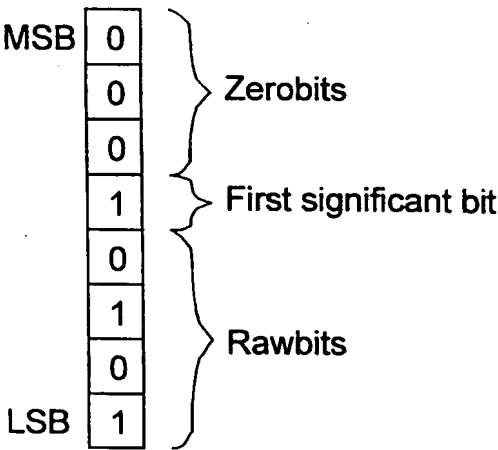 MSB 0
0 Zerobits
0
1 First significant bit
0
1
0 Rawbits
LSB 1